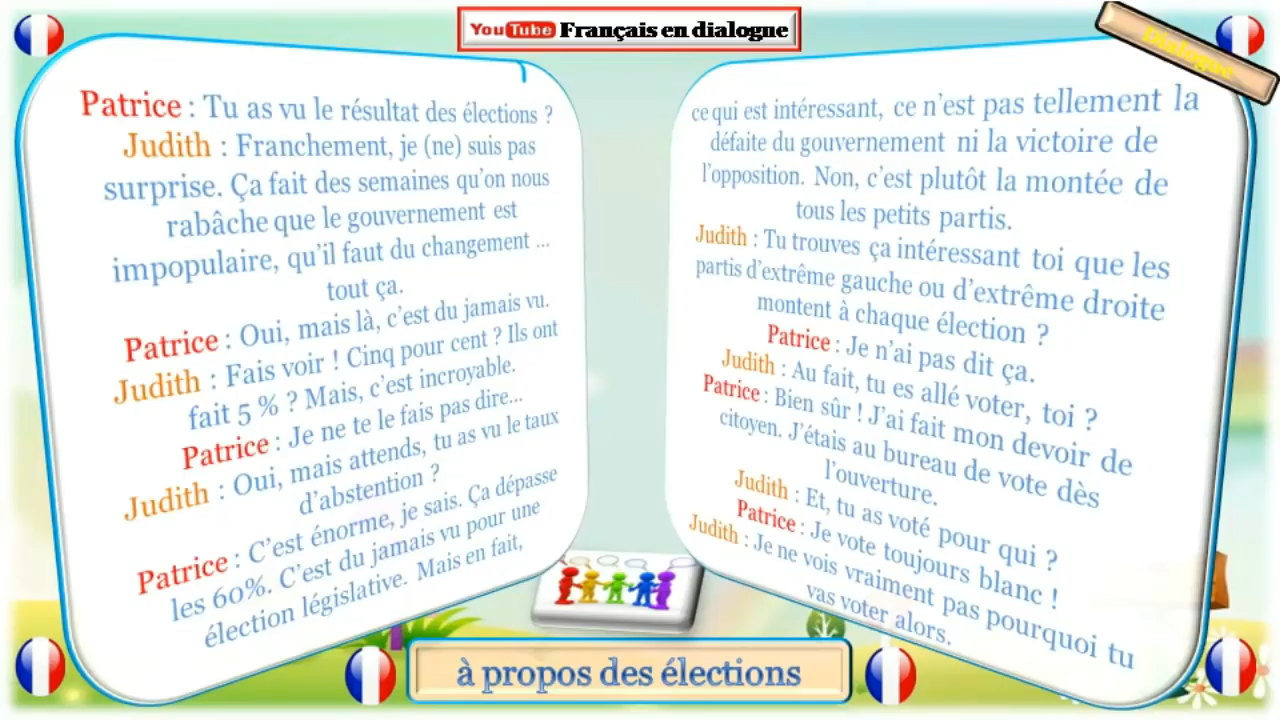 YouTube Français en dialogue
Dialogue
Patrice : Tu as vu le résultat des élections ?
Judith : Franchement, je (ne) suis pas
surprise. Ça fait des semaines qu'on nous
rabâche que le gouvernement est
impopulaire, qu'il faut du changement ...
tout ça.
Patrice : Oui, mais là, c'est du jamais vu.
Judith : Fais voir ! Cinq pour cent ? Ils ont
fait 5 % ? Mais, c'est incroyable.
Patrice : Je ne te le fais pas dire...
Judith : Oui, mais attends, tu as vu le taux
d'abstention ?
Patrice : C'est énorme, je sais. Ça dépasse
les 60%. C'est du jamais vu pour une
élection législative. Mais en fait,
ce qui est intéressant, ce n'est pas tellement la
défaite du gouvernement ni la victoire de
l'opposition. Non, c'est plutôt la montée de
tous les petits partis.
Judith : Tu trouves ça intéressant toi que les
partis d'extrême gauche ou d'extrême droite
montent à chaque élection ?
Patrice : Je n'ai pas dit ça.
Judith : Au fait, tu es allé voter, toi ?
Patrice : Bien sûr ! J'ai fait mon devoir de
citoyen. J'étais au bureau de vote dès
l'ouverture.
Judith : Et, tu as voté pour qui ?
Patrice : Je vote toujours blanc !
Judith : Je ne vois vraiment pas pourquoi tu
vas voter alors.
à propos des élections